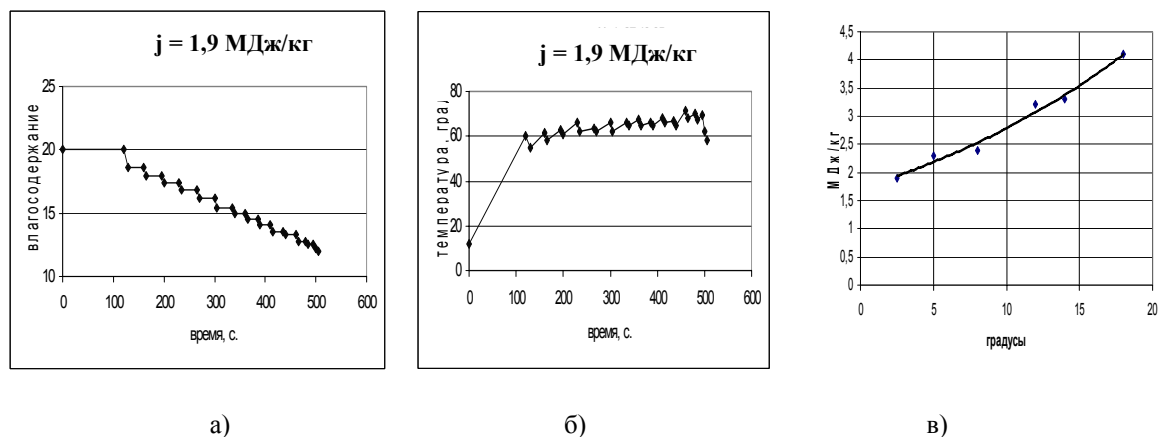 j = 1,9 МДж/кг
влагосодержание
25
20
15
10
0 100 200 300 400 500 600
время, с.
j = 1,9 МДж/кг
температура, гра
80
60
40
20
0
0 100 200 300 400 500 600
время, с.
МДж/кг
4,5
4
3,5
3
2,5
2
1,5
1
0,5
0
0 5 10 15 20
градусы
а) б) в)